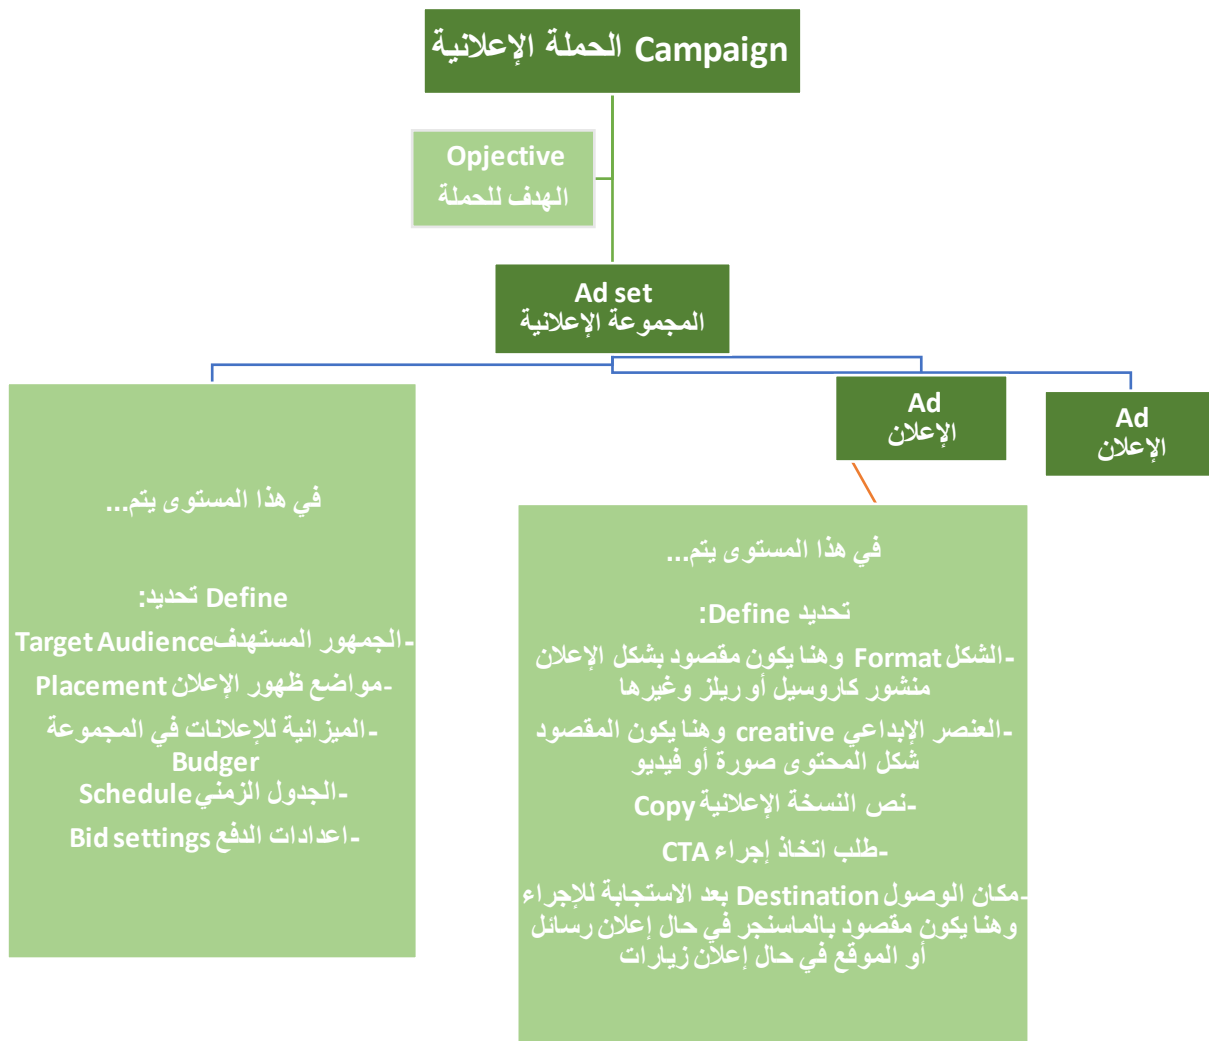 Campaign الحملة الإعلانية
Opjective
الهدف للحملة
Ad set
المجموعة الإعلانية
Ad
الإعلان
Ad
الإعلان
في هذا المستوى يتم...
Define تحديد:
-الجمهور المستهدفTarget Audience
-مواضع ظهور الإعلان Placement
-الميزانية للإعلانات في المجموعة
Budger
-الجدول الزمنيSchedule
-اعدادات الدفع Bid settings
في هذا المستوى يتم...
تحديد Define:
-الشكل Format وهنا يكون مقصود بشكل الإعلان
منشور كاروسيل أو ريلز وغيرها
-العنصر الإبداعي creative وهنا يكون المقصود
شكل المحتوى صورة أو فيديو
-نص النسخة الإعلانية Copy
-طلب اتخاذ إجراء CTA
-مكان الوصول Destination بعد الاستجابة للإجراء
وهنا يكون مقصود بالماسنجر في حال إعلان رسائل
أو الموقع في حال إعلان زيارات